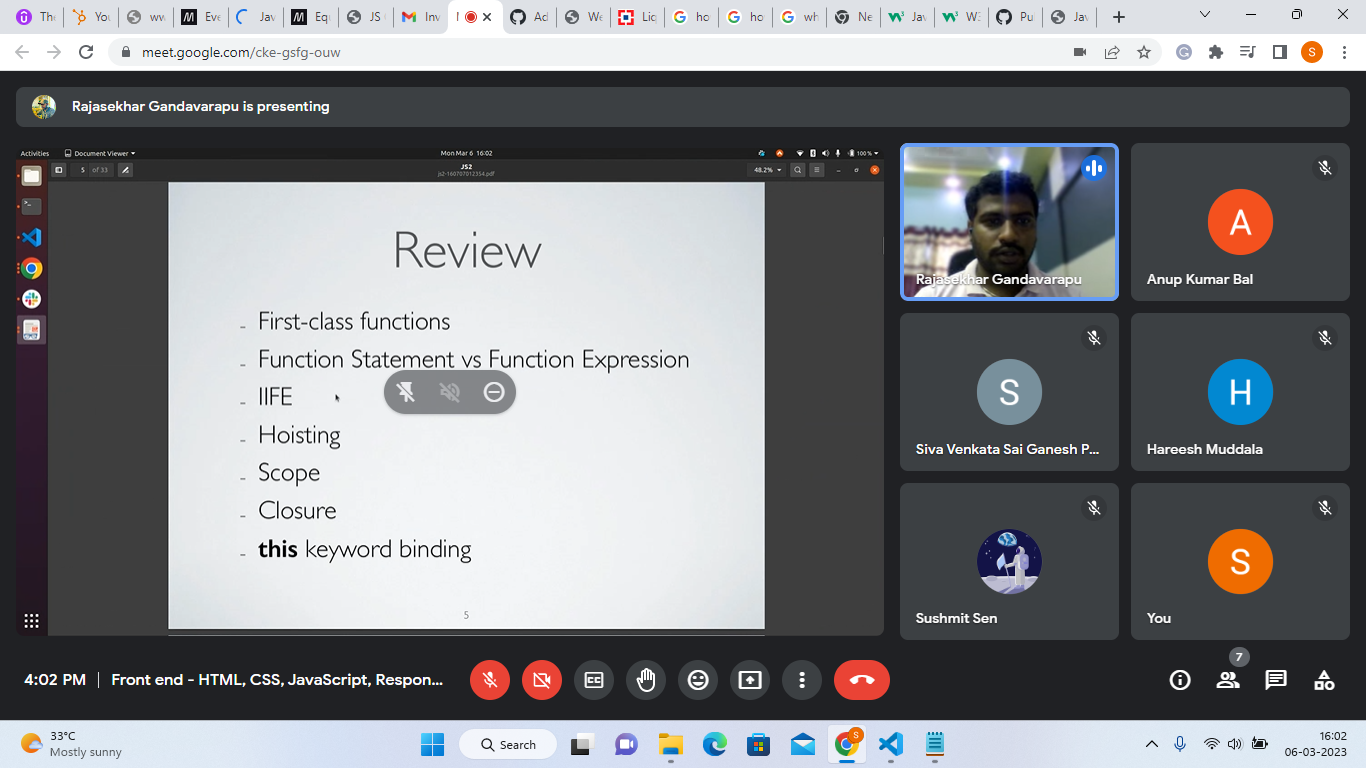 Th
Yo
ww
Eve
Jav
Equ
JS (
Inv
Ad
We
Liq
ho
ho
wh
Ne
Jav
W3
Pu
Jav
meet.google.com/cke-gsfg-ouw
S
Rajasekhar Gandavarapu is presenting
Activities
Document Viewer
Mon Mar 6 16:02
100 %
5 of 33
JS2
js2-160707012354.pdf
48.2%
Review
- First-class functions
- Function Statement vs Function Expression
- IIFE
- Hoisting
- Scope
- Closure
- this keyword binding
5
Rajasekhar Gandavarapu
A
Anup Kumar Bal
S
Siva Venkata Sai Ganesh P...
H
Hareesh Muddala
Sushmit Sen
S
You
4:02 PM | Front end - HTML, CSS, JavaScript, Respon...
7
33°C
Mostly sunny
Search
S
16:02
06-03-2023